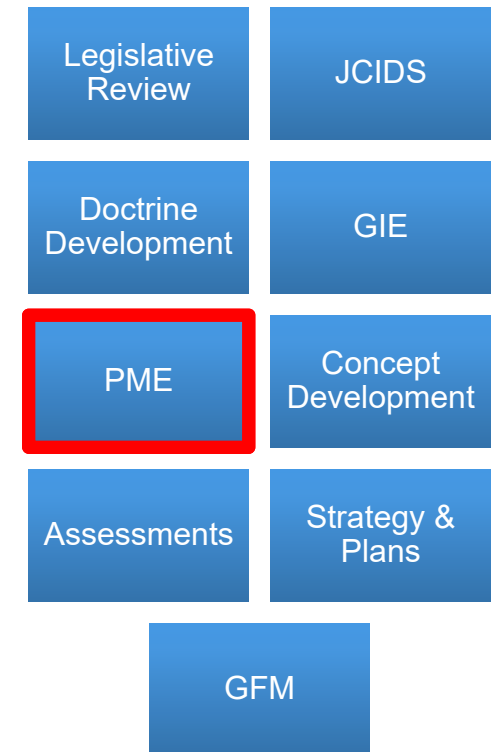 Legislative
Review
JCIDS
Doctrine
Development
GIE
PME
Concept
Development
Assessments
Strategy &
Plans
GFM